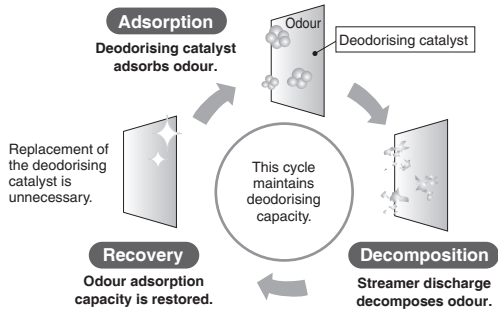 Adsorption
Deodorising catalyst
adsorbs odour.
Odour
Deodorising catalyst
Replacement of
the deodorising
catalyst is
unnecessary.
This cycle
maintains
deodorising
capacity.
Recovery
Odour adsorption
capacity is restored.
Decomposition
Streamer discharge
decomposes odour.